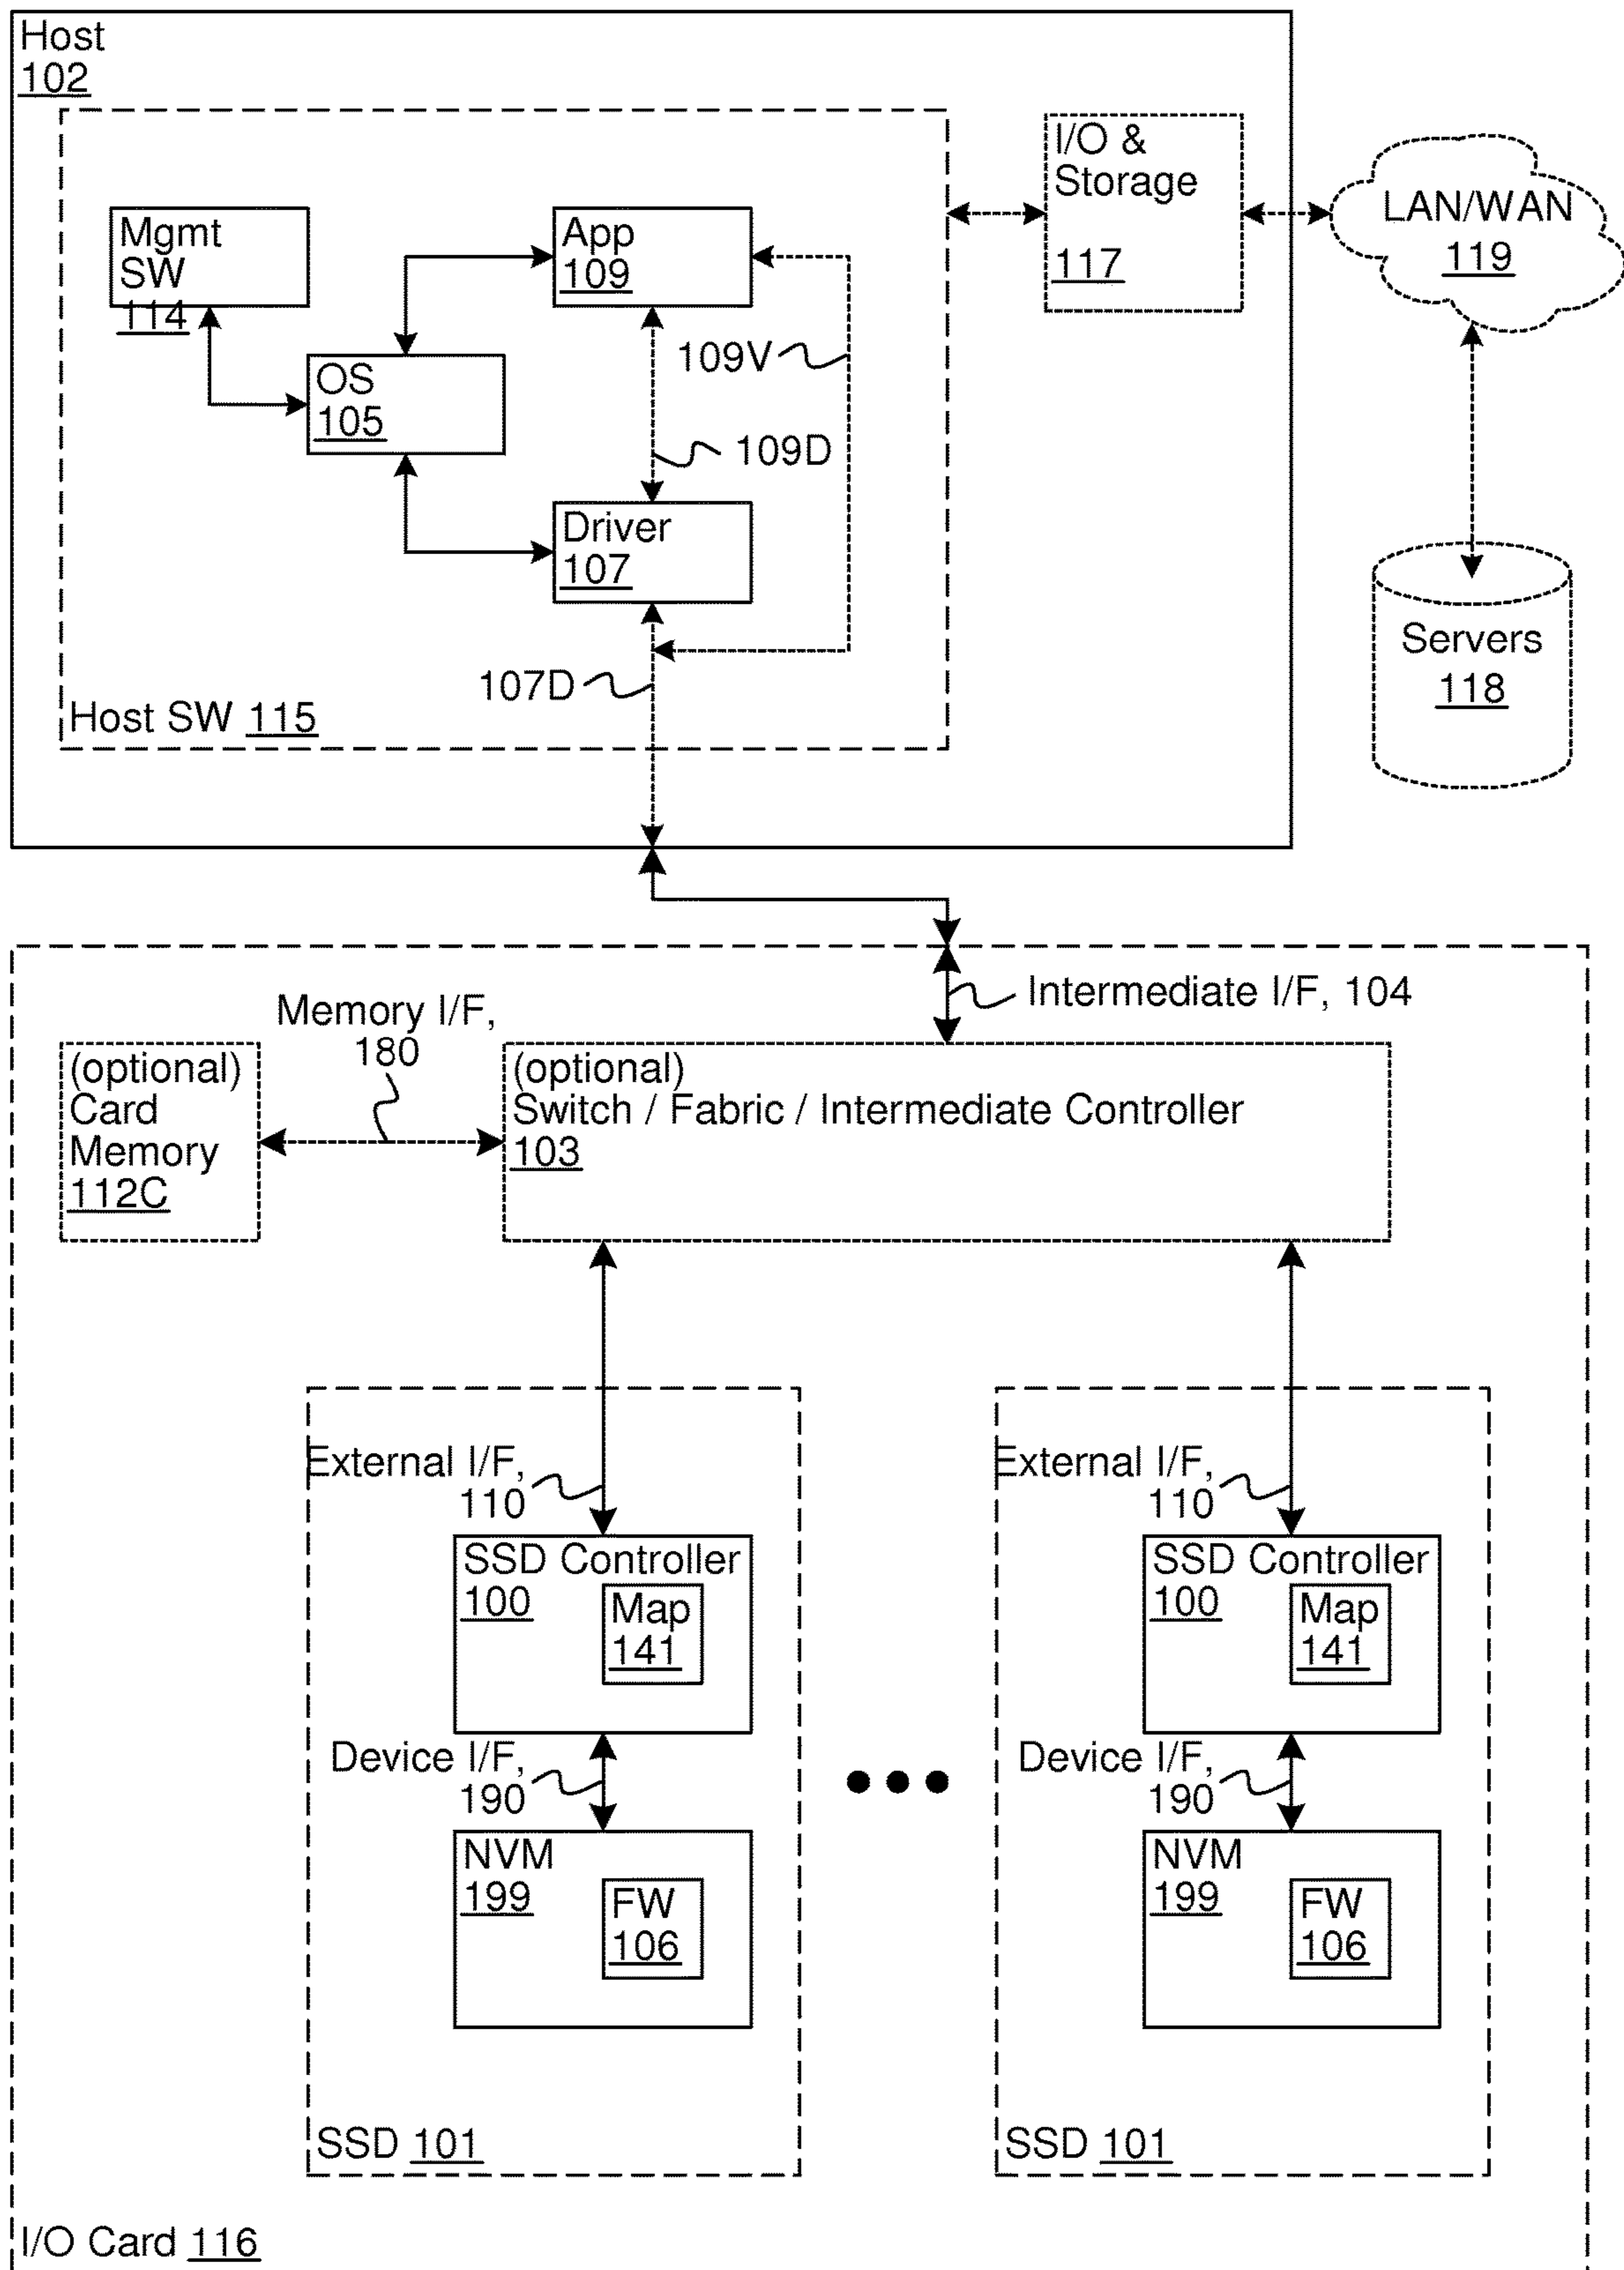 Host
102
I/O &
Storage
117
LAN/WAN
119
Mgmt
SW
114
App
109
109V
OS
105
109D
Driver
107
Servers
118
107D
Host SW 115
Intermediate I/F, 104
Memory I/F,
180
(optional)
Card
Memory
112C
(optional)
Switch / Fabric / Intermediate Controller
103
External I/F,
110
External I/F,
110
SSD Controller
100
Map
141
SSD Controller
100
Map
141
Device I/F,
190
Device I/F,
190
NVM
199
FW
106
NVM
199
FW
106
SSD 101
SSD 101
I/O Card 116